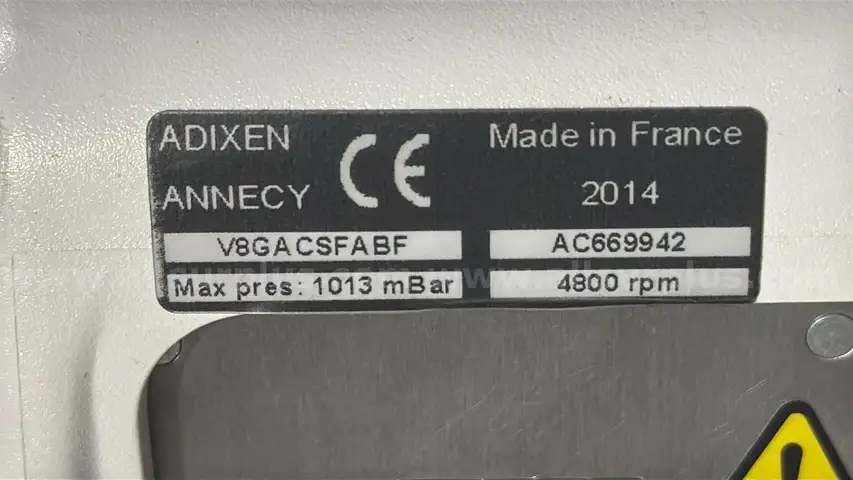 ADIXEN
ANNECY
CE
Made in France
2014
V8GACSFABF
AC669942
Max pres: 1013 mBar
4800 rpm
!